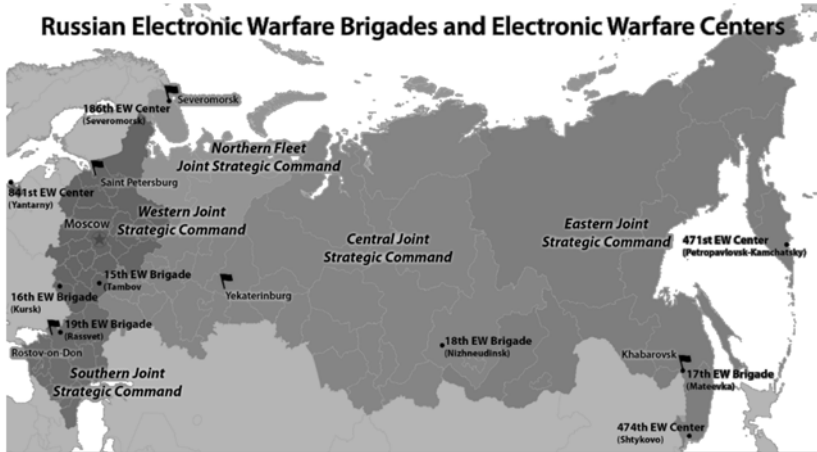 Russian Electronic Warfare Brigades and Electronic Warfare Centers
Severomorsk
186th EW Center
(Severomorsk)
Northern Fleet
Joint Strategic Command
Saint Petersburg
841st EW Center
(Yantarny)
Western Joint
Strategic Command
Moscow
Central Joint
Strategic Command
Eastern Joint
Strategic Command
471st EW Center
(Petropavlovsk-Kamchatsky)
15th EW Brigade
(Tambov
16th EW Brigade
(Kursk)
Yekaterinburg
19th EW Brigade
(Rassvet)
Rostov-on-Don
18th EW Brigade
(Nizhneudinsk)
Khabarovsk
17th EW Brigade
(Mateevka)
Southern Joint
Strategic Command
474th EW Center
(Shtykovo)